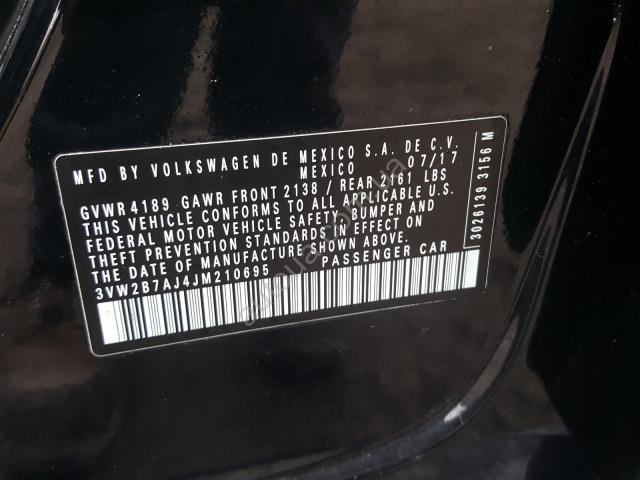 MFD BY VOLKSWAGEN DE MEXICO S.A. DE C.V.
MEXICO 07/17
GVWR 4189 GAWR FRONT 2138 / REAR 2161 LBS
THIS VEHICLE CONFORMS TO ALL APPLICABLE U.S.
FEDERAL MOTOR VEHICLE SAFETY, BUMPER AND
THEFT PREVENTION STANDARDS IN EFFECT ON
THE DATE OF MANUFACTURE SHOWN ABOVE.
3VW2B7AJ4JM210695 PASSENGER CAR
3026139 3156 M